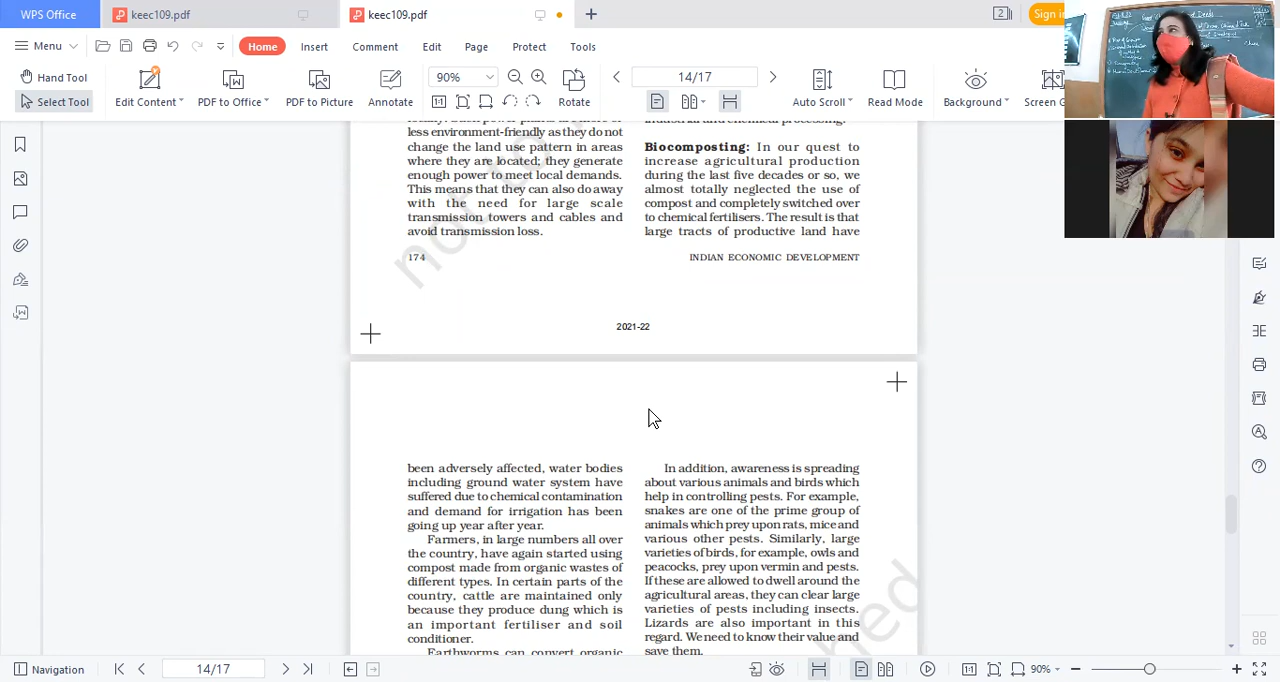 WPS Office
keec109.pdf
keec109.pdf
2
Sign in
Menu
Home
Insert
Comment
Edit
Page
Protect
Tools
Hand Tool
Select Tool
Edit Content
PDF to Office
PDF to Picture
Annotate
90%
14/17
Rotate
Auto Scroll
Read Mode
Background
Screen G
less environment-friendly as they do not
change the land use pattern in areas
where they are located; they generate
enough power to meet local demands.
This means that they can also do away
with the need for large scale
transmission towers and cables and
avoid transmission loss.
174
industrial and chemical processing.
Biocomposting: In our quest to
increase agricultural production
during the last five decades or so, we
almost totally neglected the use of
compost and completely switched over
to chemical fertilisers. The result is that
large tracts of productive land have
INDIAN ECONOMIC DEVELOPMENT
not to
2021-22
been adversely affected, water bodies
including ground water system have
suffered due to chemical contamination
and demand for irrigation has been
going up year after year.
Farmers, in large numbers all over
the country, have again started using
compost made from organic wastes of
different types. In certain parts of the
country, cattle are maintained only
because they produce dung which is
an important fertiliser and soil
conditioner.
Earthworms can convert organic
In addition, awareness is spreading
about various animals and birds which
help in controlling pests. For example,
snakes are one of the prime group of
animals which prey upon rats, mice and
various other pests. Similarly, large
varieties of birds, for example, owls and
peacocks, prey upon vermin and pests.
If these are allowed to dwell around the
agricultural areas, they can clear large
varieties of pests including insects.
Lizards are also important in this
regard. We need to know their value and
save them.
hed
Navigation
14/17
90%